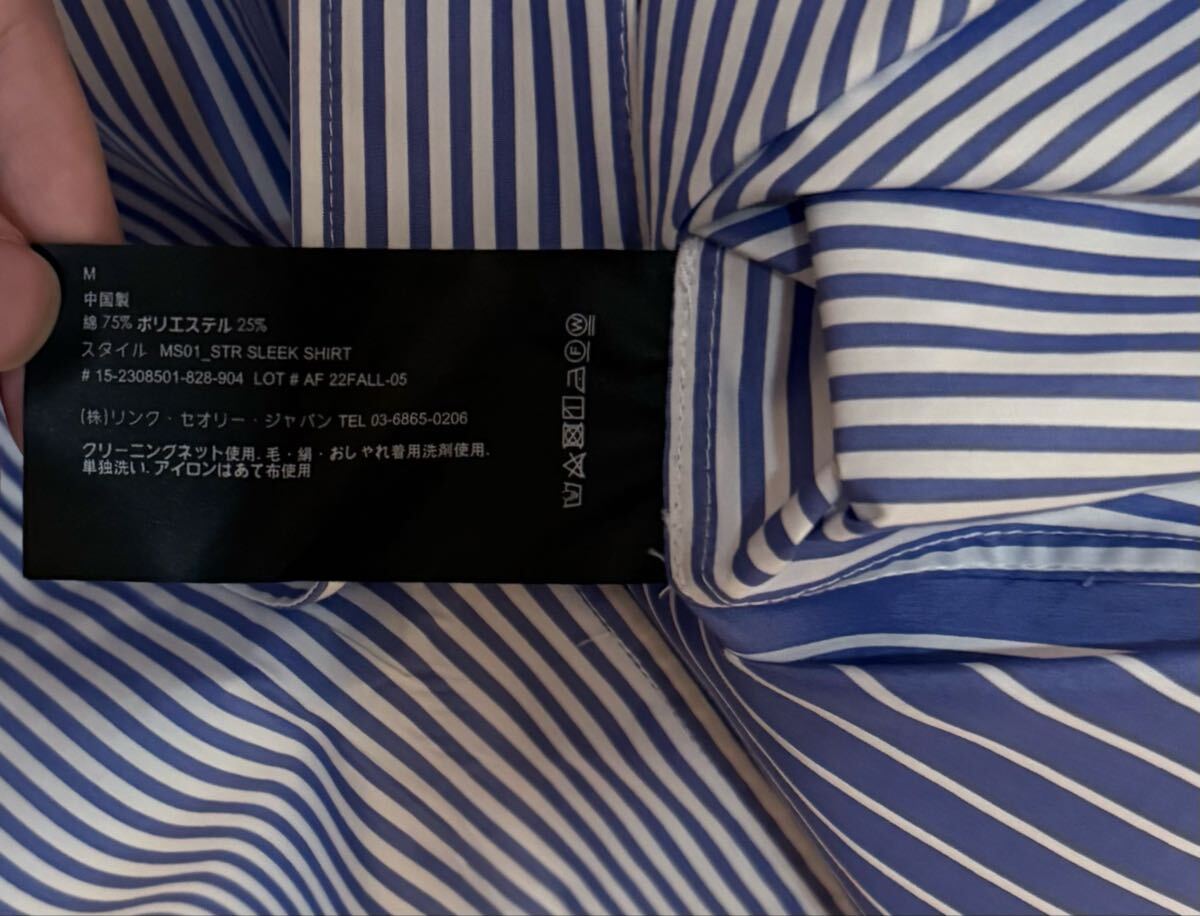 M
中国製
綿 75% ポリエステル 25%
スタイル MS01_STR SLEEK SHIRT
# 15-2308501-828-904 LOT # AF 22FALL-05
(株)リンク・セオリー・ジャパン TEL 03-6865-0206
クリーニングネット使用. 毛・絹・おしゃれ着用洗剤使用.
単独洗い. アイロンはあて布使用
W
F